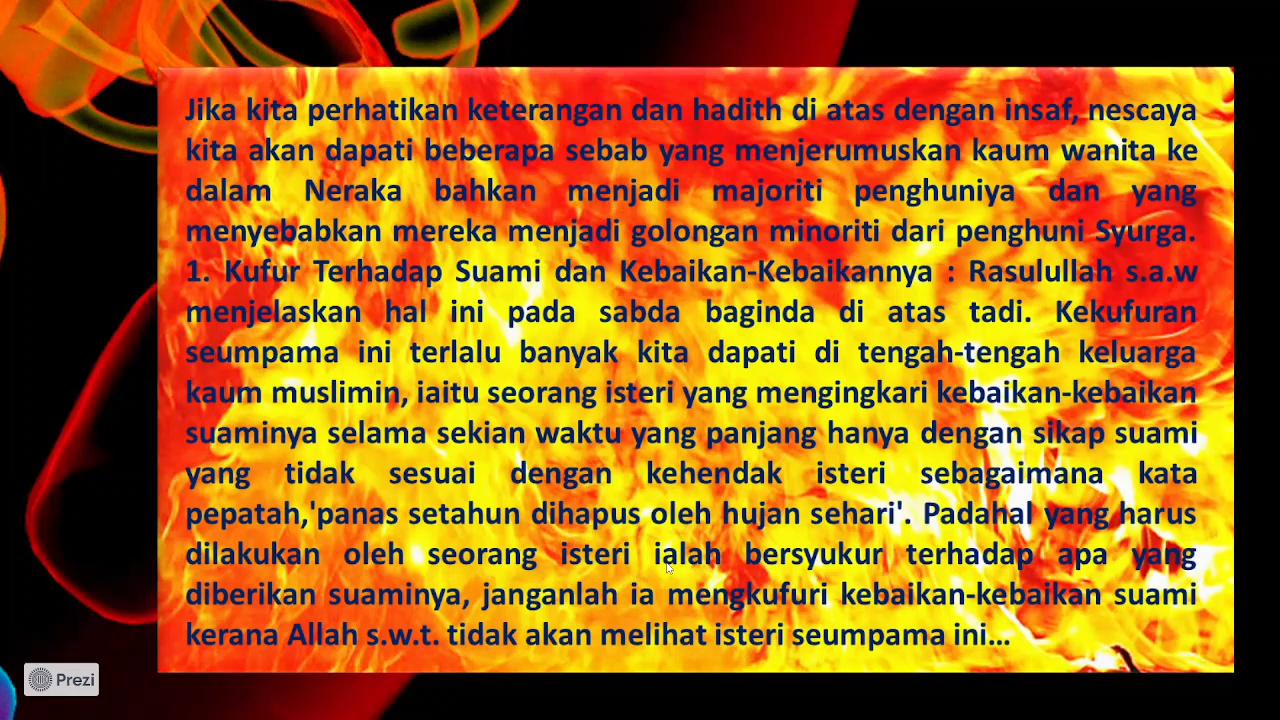 Jika kita perhatikan keterangan dan hadith di atas dengan insaf, nescaya
kita akan dapati beberapa sebab yang menjerumuskan kaum wanita ke
dalam Neraka bahkan menjadi majoriti penghuniya dan yang
menyebabkan mereka menjadi golongan minoriti dari penghuni Syurga.
1. Kufur Terhadap Suami dan Kebaikan-Kebaikannya : Rasulullah s.a.w
menjelaskan hal ini pada sabda baginda di atas tadi. Kekufuran
seumpama ini terlalu banyak kita dapati di tengah-tengah keluarga
kaum muslimin, iaitu seorang isteri yang mengingkari kebaikan-kebaikan
suaminya selama sekian waktu yang panjang hanya dengan sikap suami
yang tidak sesuai dengan kehendak isteri sebagaimana kata
pepatah,'panas setahun dihapus oleh hujan sehari'. Padahal yang harus
dilakukan oleh seorang isteri ialah bersyukur terhadap apa yang
diberikan suaminya, janganlah ia mengkufuri kebaikan-kebaikan suami
kerana Allah s.w.t. tidak akan melihat isteri seumpama ini...
Prezi